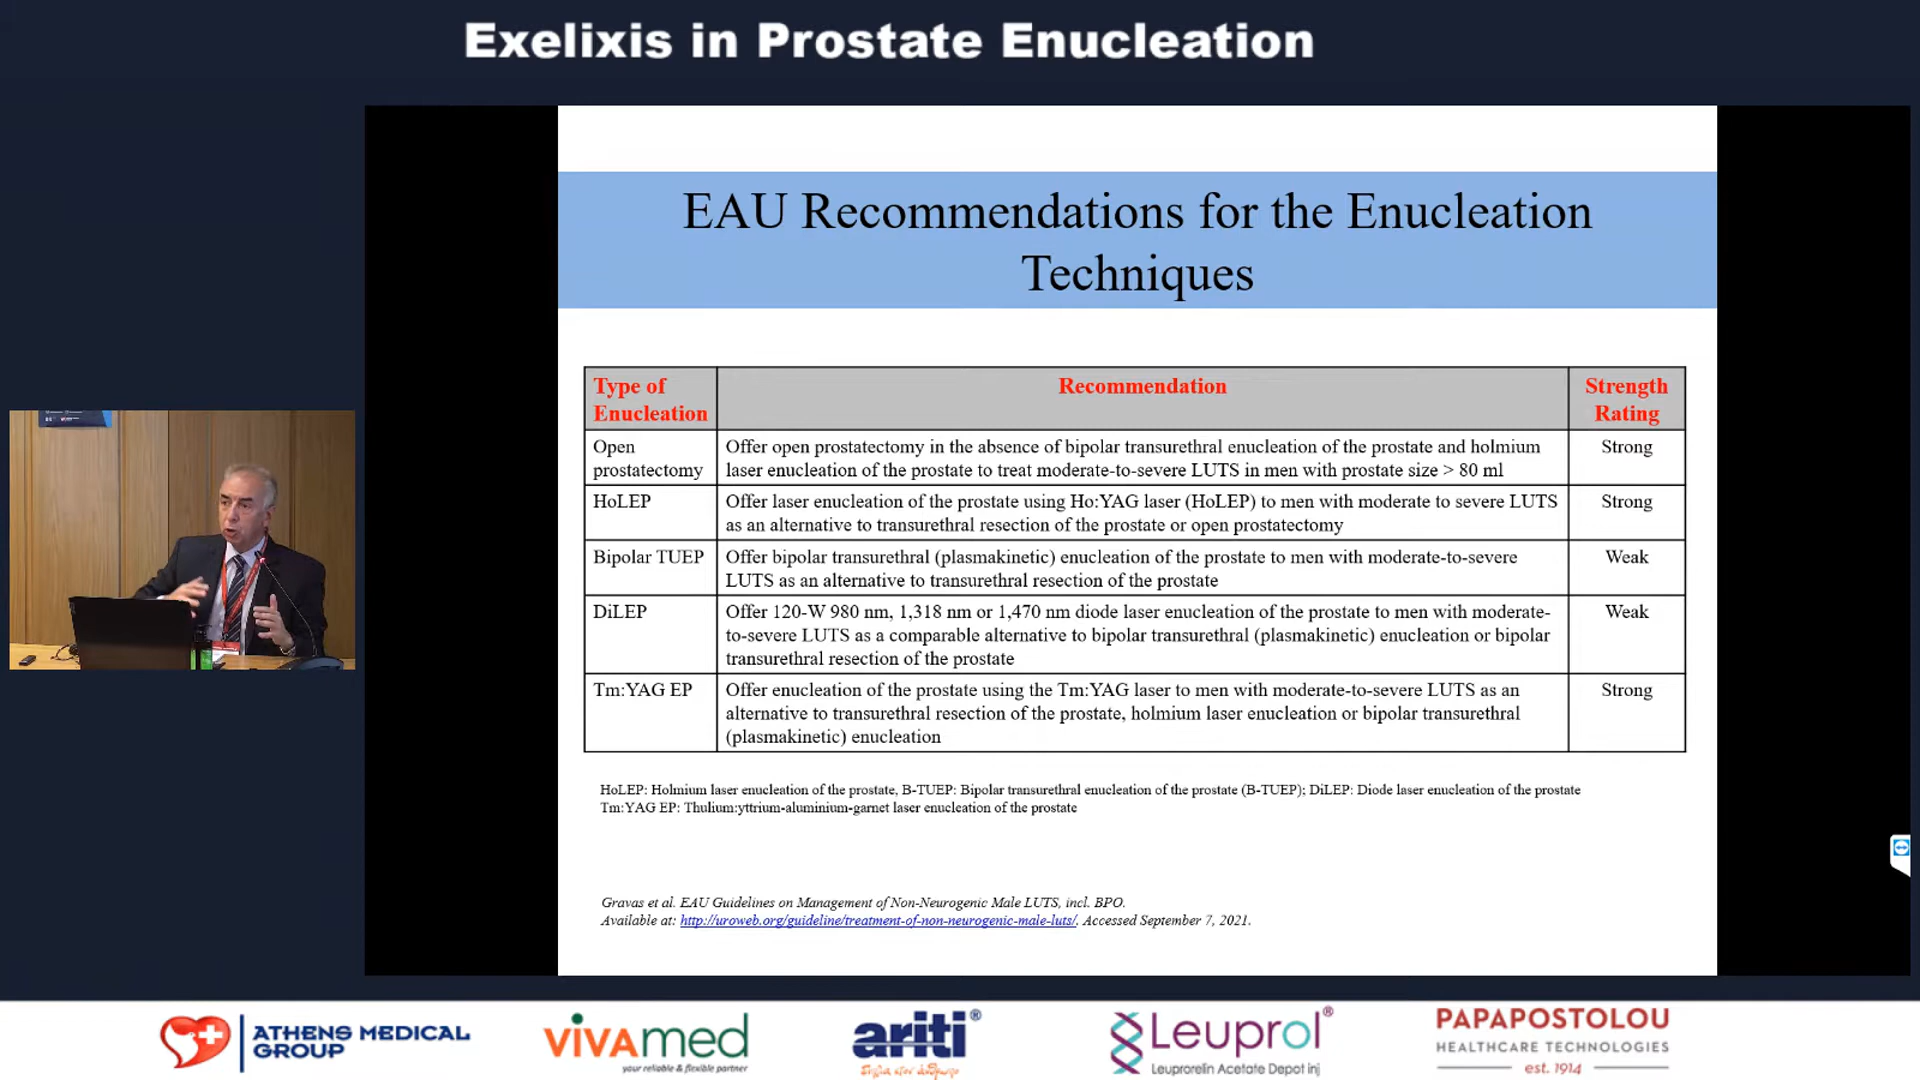 Exelixis in Prostate Enucleation
EAU Recommendations for the Enucleation
Techniques
Type of
Enucleation
Recommendation
Strength
Rating
Open
prostatectomy
Offer open prostatectomy in the absence of bipolar transurethral enucleation of the prostate and holmium
laser enucleation of the prostate to treat moderate-to-severe LUTS in men with prostate size > 80 ml
Strong
HoLEP
Offer laser enucleation of the prostate using Ho:YAG laser (HoLEP) to men with moderate to severe LUTS
as an alternative to transurethral resection of the prostate or open prostatectomy
Strong
Bipolar TUEP
Offer bipolar transurethral (plasmakinetic) enucleation of the prostate to men with moderate-to-severe
LUTS as an alternative to transurethral resection of the prostate
Weak
DiLEP
Offer 120-W 980 nm, 1,318 nm or 1,470 nm diode laser enucleation of the prostate to men with moderate-
to-severe LUTS as a comparable alternative to bipolar transurethral (plasmakinetic) enucleation or bipolar
transurethral resection of the prostate
Weak
Tm:YAG EP
Offer enucleation of the prostate using the Tm:YAG laser to men with moderate-to-severe LUTS as an
alternative to transurethral resection of the prostate, holmium laser enucleation or bipolar transurethral
(plasmakinetic) enucleation
Strong
HoLEP: Holmium laser enucleation of the prostate, B-TUEP: Bipolar transurethral enucleation of the prostate (B-TUEP); DiLEP: Diode laser enucleation of the prostate
Tm:YAG EP: Thulium:yttrium-aluminium-garnet laser enucleation of the prostate
Gravas et al. EAU Guidelines on Management of Non-Neurogenic Male LUTS, incl. BPO.
Available at: http://uroweb.org/guideline/treatment-of-non-neurogenic-male-luts/. Accessed September 7, 2021.
ATHENS MEDICAL
GROUP
vivamed
your reliable & flexible partner
ariti®
Leuprol®
Leuprorelin Acetate Depot inj
PAPAPOSTOLOU
HEALTHCARE TECHNOLOGIES
est. 1914